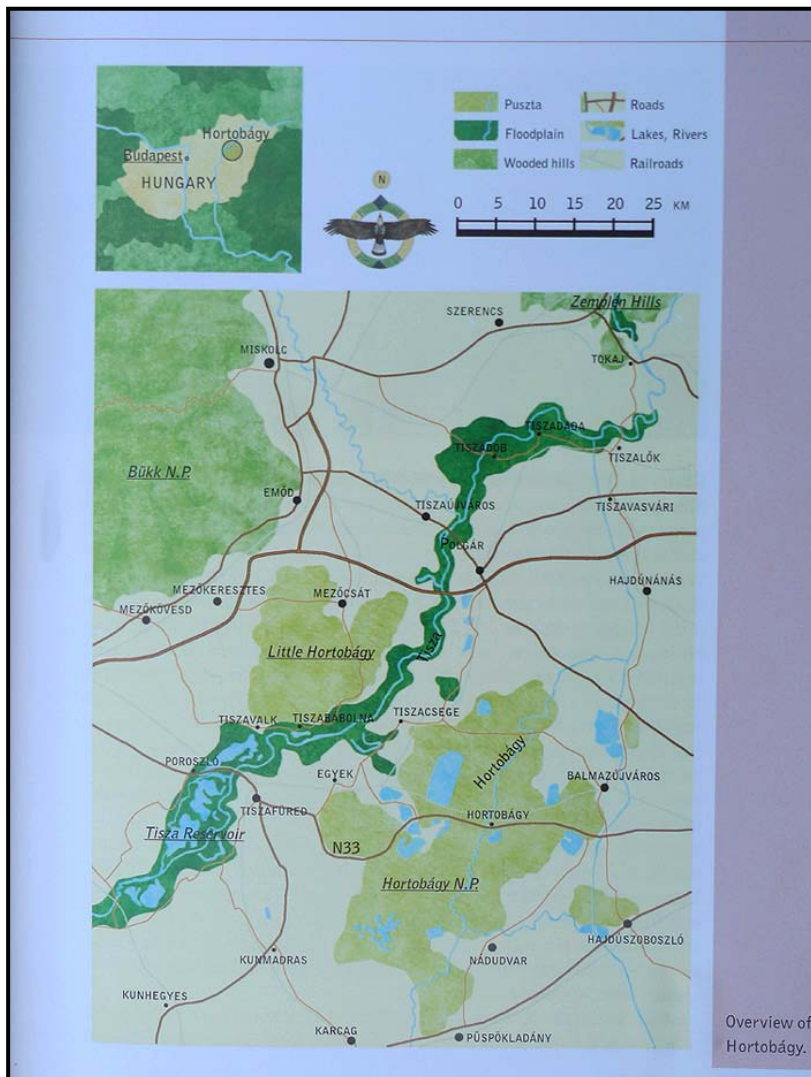 Hortobágy
Budapest
HUNGARY
Puszta
Floodplain
Wooded hills
Roads
Lakes, Rivers
Railroads
N
0 5 10 15 20 25 KM
Zemplen Hills
SZERENCS
TOKAJ
MISKOLC
TISZADADA
TISZADOB
TISZALŐK
Bükk N.P.
EMŐD
TISZAÚJVÁROS
TISZAVASVÁRI
POLGÁR
HAJDÚNÁNÁS
MEZŐKERESZTES
MEZŐCSÁT
MEZŐKÖVESD
Little Hortobágy
Tisza
TISZAVALK
TISZABÁBOLNA
TISZACSEGE
POROSZLÓ
EGYEK
Hortobágy
BALMAZÚJVÁROS
TISZAFÜRED
HORTOBÁGY
Tisza Reservoir
N33
Hortobágy N.P.
HAJDÚSZOBOSZLÓ
KUNMADRAS
NÁDUDVAR
KUNHEGYES
KARCAG
PÜSPÖKLADÁNY
Overview of
Hortobágy.